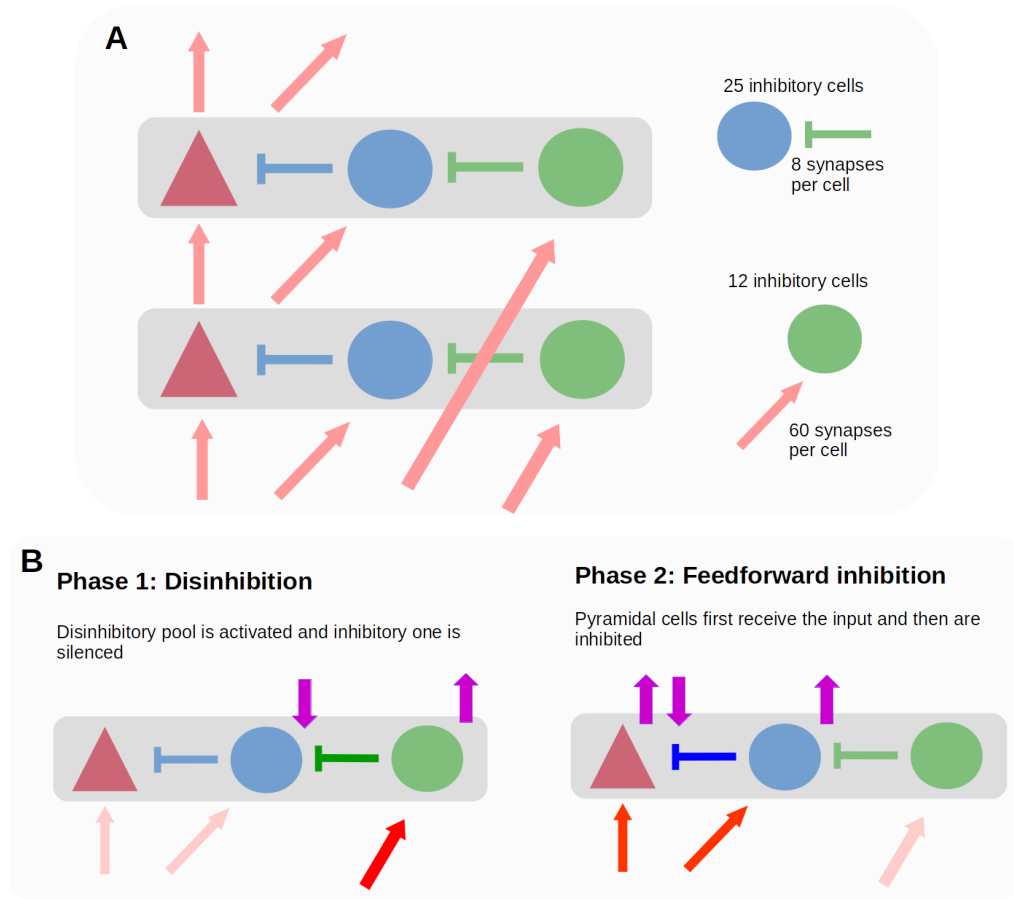 A
25 inhibitory cells
8 synapses
per cell
12 inhibitory cells
60 synapses
per cell
B
Phase 1: Disinhibition
Disinhibitory pool is activated and inhibitory one is
silenced
Phase 2: Feedforward inhibition
Pyramidal cells first receive the input and then are
inhibited